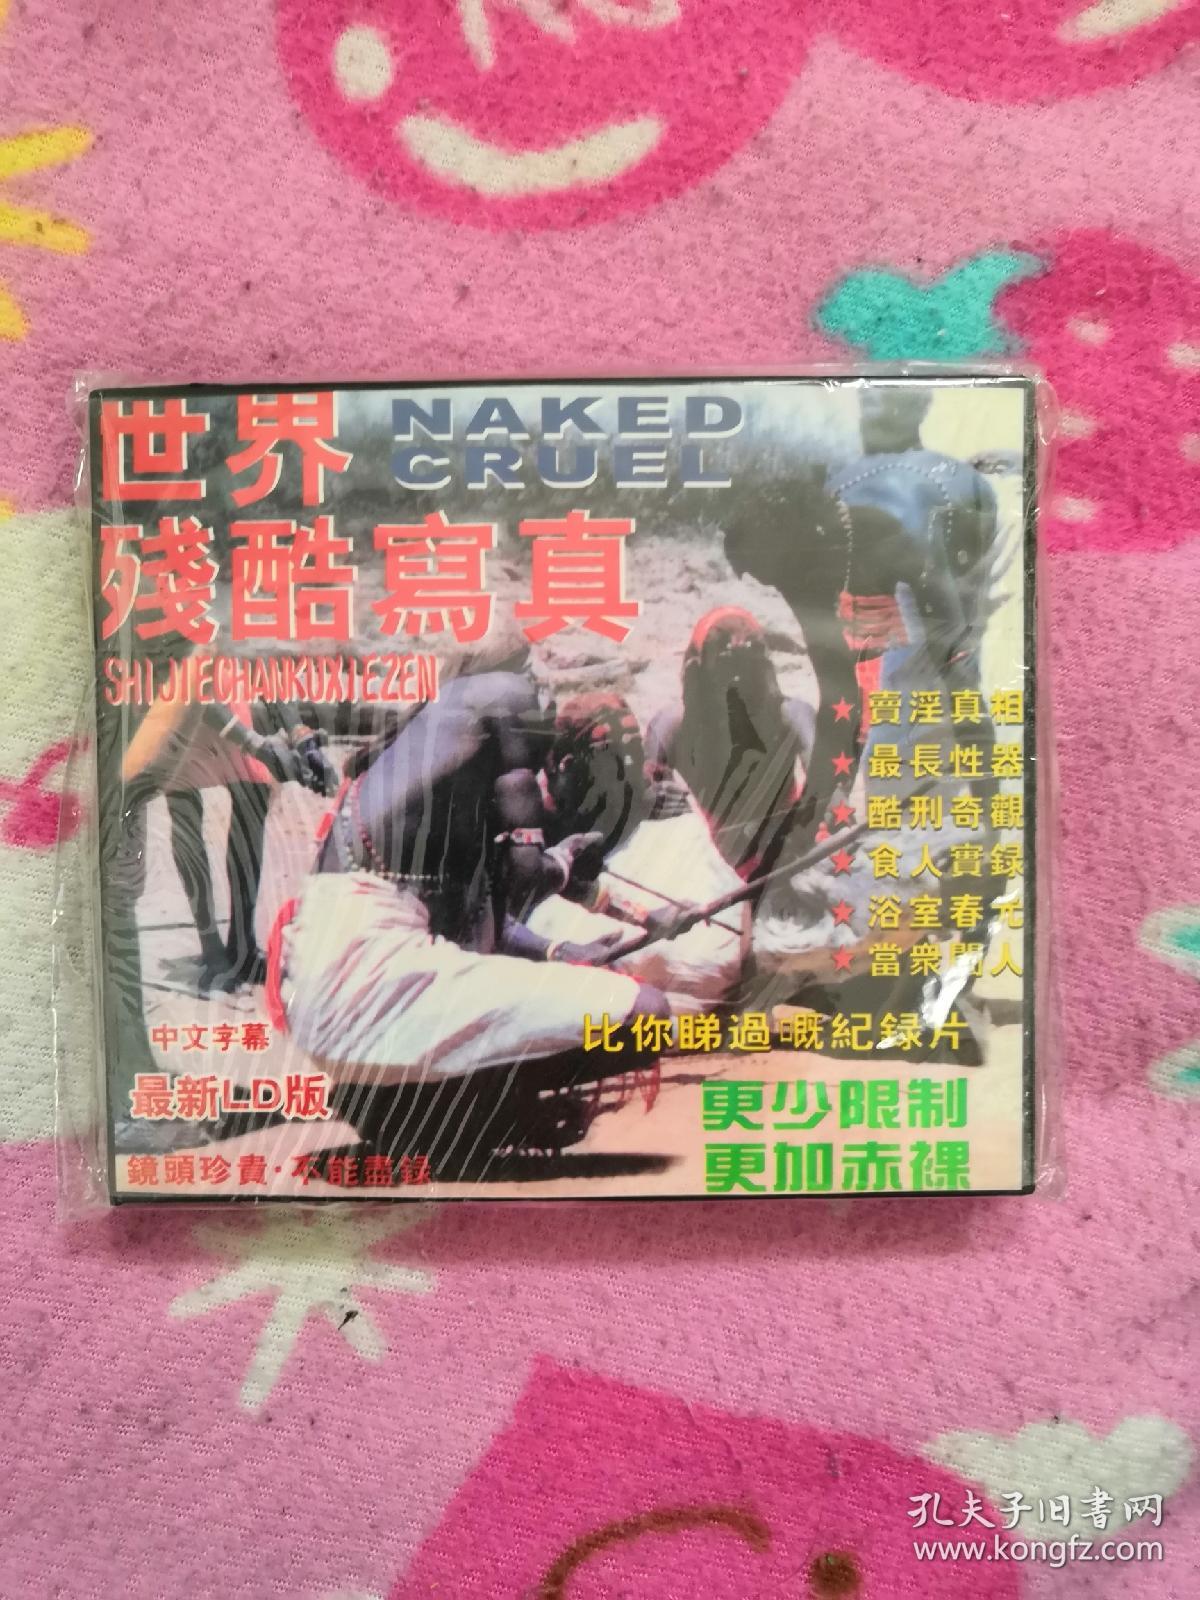 世界
NAKED
CRUEL
殘酷寫真
SHIJIECHANKUXIEZEN
★賣淫真相
★最長性器
★酷刑奇觀
★食人實録
★浴室春光
★當衆閹人
中文字幕
比你睇過嘅紀録片
最新LD版
更少限制
鏡頭珍貴·不能盡録
更加赤裸
孔夫子旧书网
www.kongfz.com